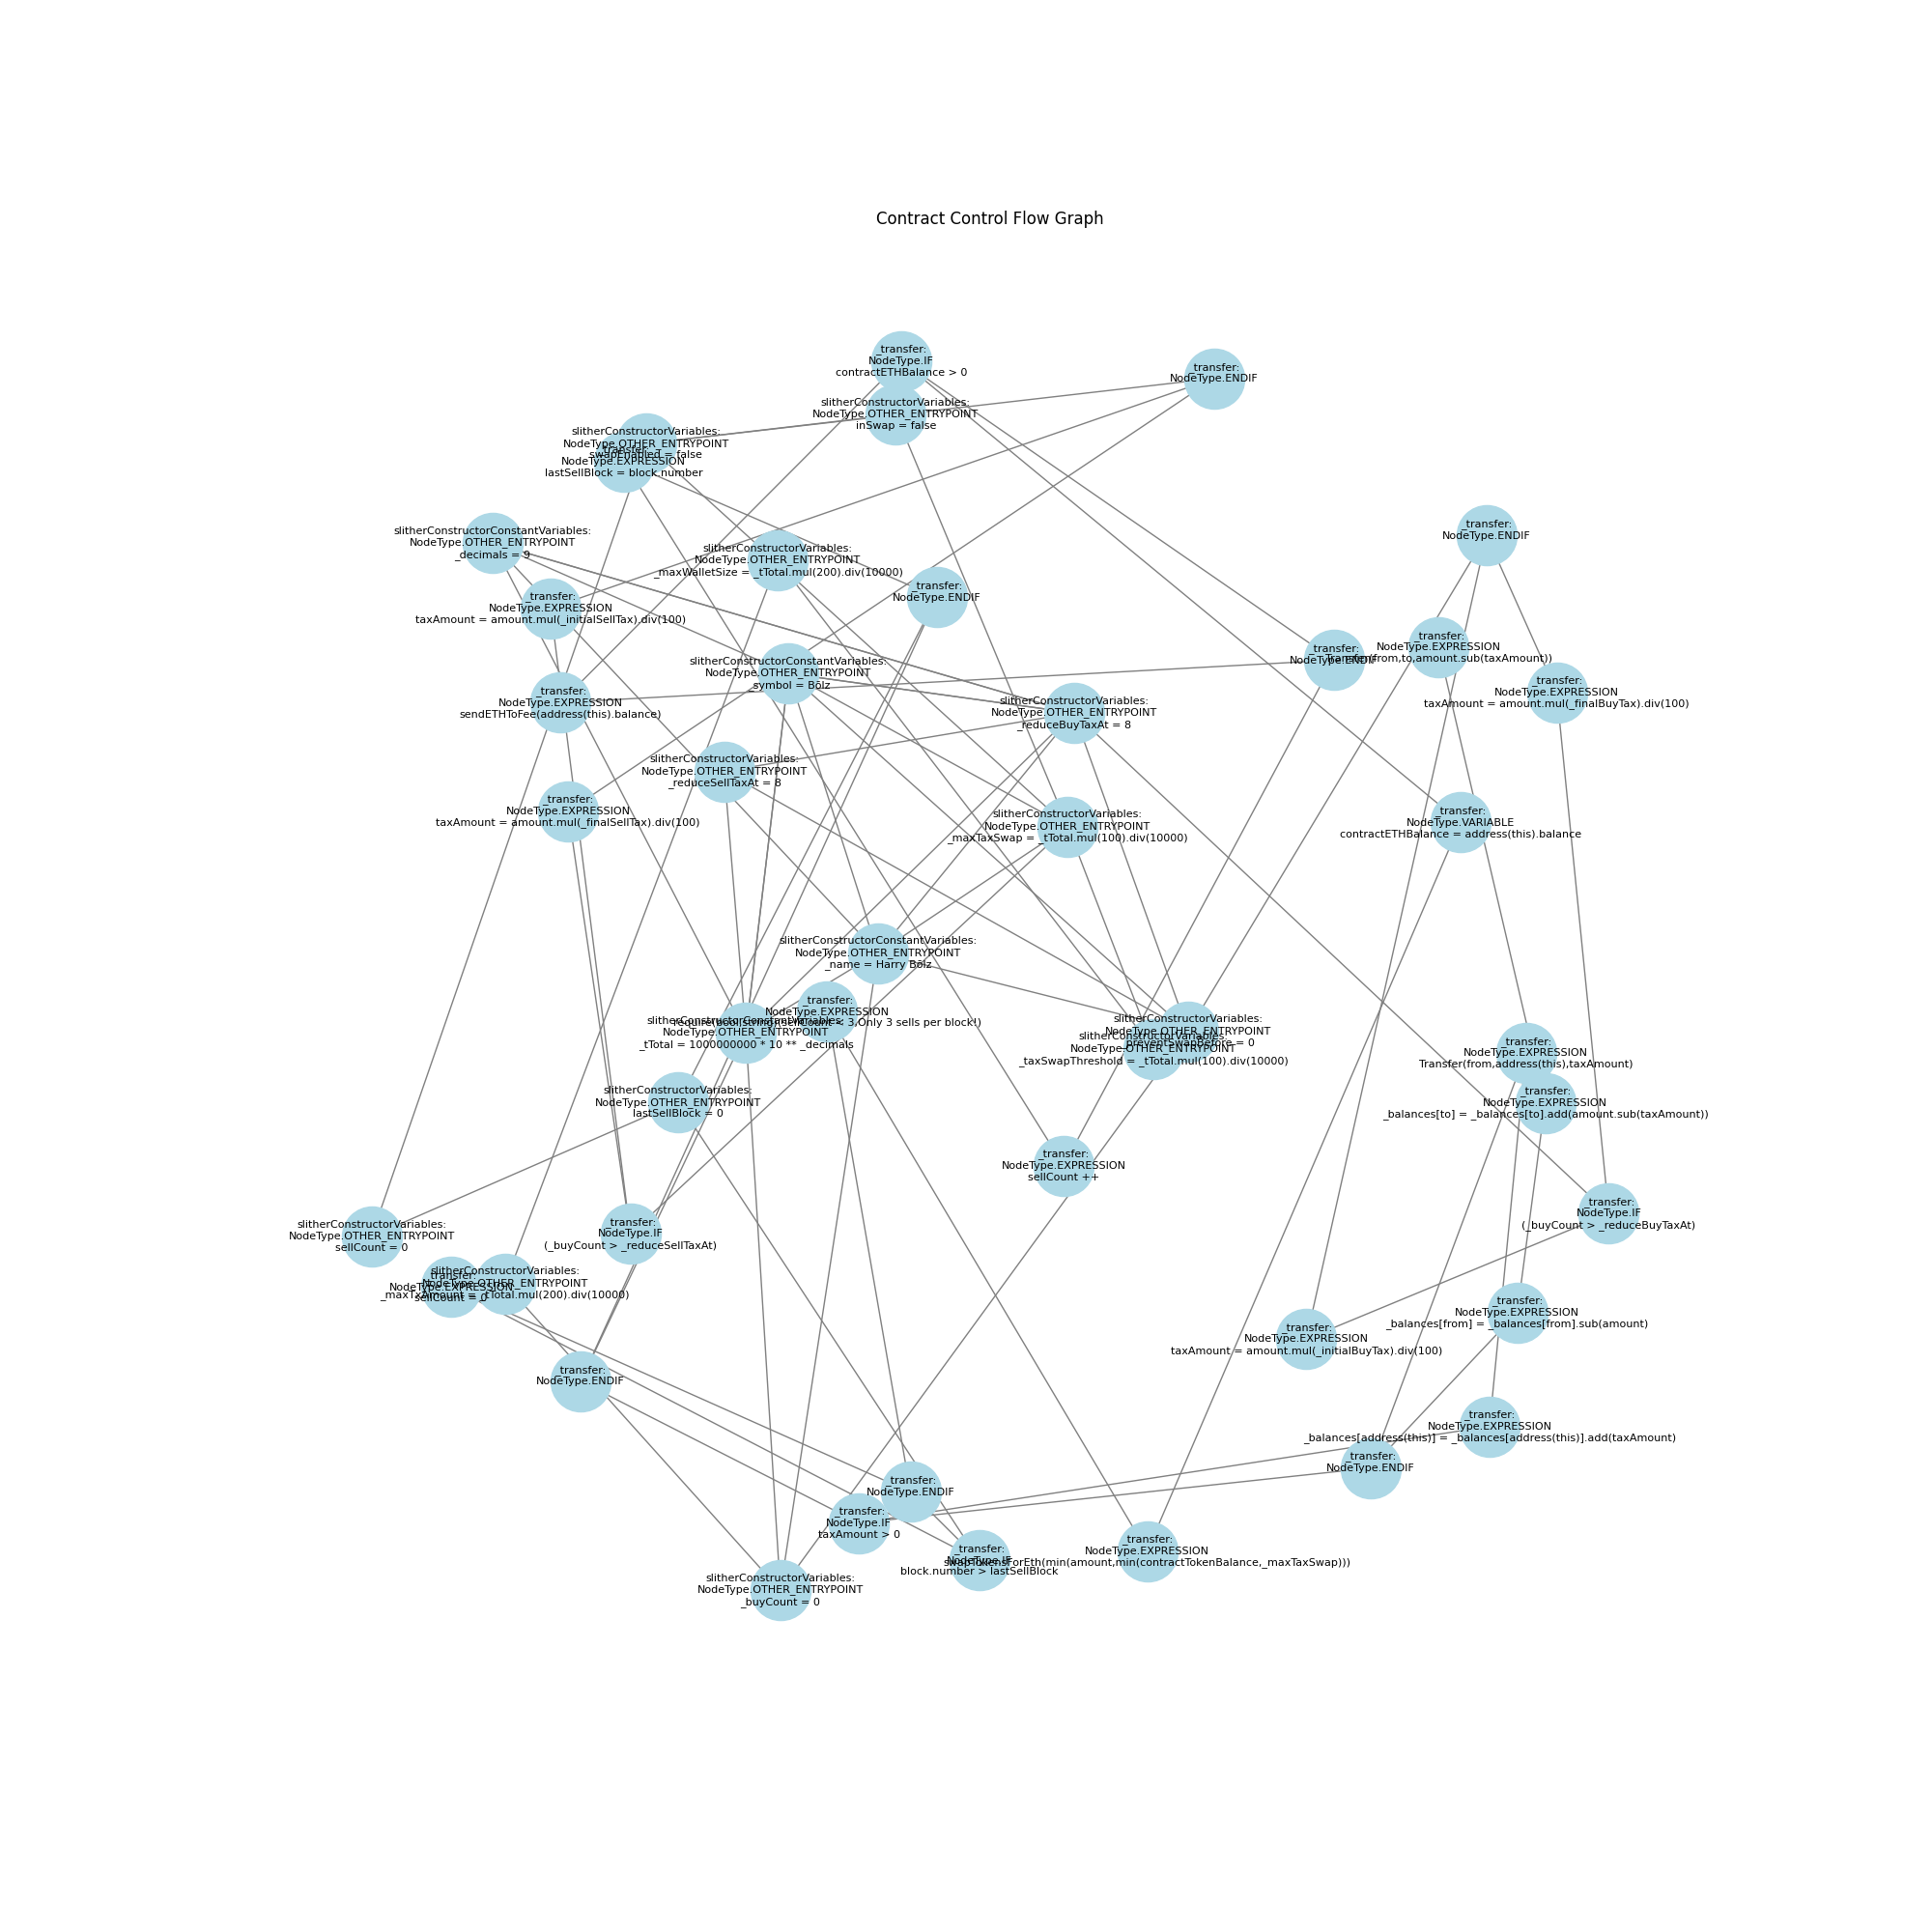 Contract Control Flow Graph
_transfer:
NodeType.IF
contractETHBalance > 0
_transfer:
NodeType.ENDIF
slitherConstructorVariables:
NodeType.OTHER_ENTRYPOINT
inSwap = false
slitherConstructorVariables:
NodeType.OTHER_ENTRYPOINT
swapEnabled = false
_transfer:
NodeType.EXPRESSION
lastSellBlock = block.number
slitherConstructorConstantVariables:
NodeType.OTHER_ENTRYPOINT
_decimals = 9
_transfer:
NodeType.ENDIF
slitherConstructorVariables:
NodeType.OTHER_ENTRYPOINT
_maxWalletSize = _tTotal.mul(200).div(10000)
_transfer:
NodeType.ENDIF
_transfer:
NodeType.EXPRESSION
taxAmount = amount.mul(_initialSellTax).div(100)
_transfer:
NodeType.EXPRESSION
Transfer(from,to,amount.sub(taxAmount))
_transfer:
NodeType.ENDIF
slitherConstructorConstantVariables:
NodeType.OTHER_ENTRYPOINT
_symbol = Bōlz
_transfer:
NodeType.EXPRESSION
taxAmount = amount.mul(_finalBuyTax).div(100)
_transfer:
NodeType.EXPRESSION
sendETHToFee(address(this).balance)
slitherConstructorVariables:
NodeType.OTHER_ENTRYPOINT
_reduceBuyTaxAt = 8
slitherConstructorVariables:
NodeType.OTHER_ENTRYPOINT
_reduceSellTaxAt = 8
_transfer:
NodeType.EXPRESSION
taxAmount = amount.mul(_finalSellTax).div(100)
slitherConstructorVariables:
NodeType.OTHER_ENTRYPOINT
_maxTaxSwap = _tTotal.mul(100).div(10000)
_transfer:
NodeType.VARIABLE
contractETHBalance = address(this).balance
slitherConstructorConstantVariables:
NodeType.OTHER_ENTRYPOINT
_name = Harry Bōlz
_transfer:
NodeType.EXPRESSION
require(bool,string)(sellCount < 3,Only 3 sells per block!)
slitherConstructorConstantVariables:
NodeType.OTHER_ENTRYPOINT
_tTotal = 1000000000 * 10 ** _decimals
slitherConstructorVariables:
NodeType.OTHER_ENTRYPOINT
_preventSwapBefore = 0
slitherConstructorVariables:
NodeType.OTHER_ENTRYPOINT
_taxSwapThreshold = _tTotal.mul(100).div(10000)
_transfer:
NodeType.EXPRESSION
Transfer(from,address(this),taxAmount)
_transfer:
NodeType.EXPRESSION
_balances[to] = _balances[to].add(amount.sub(taxAmount))
slitherConstructorVariables:
NodeType.OTHER_ENTRYPOINT
lastSellBlock = 0
_transfer:
NodeType.EXPRESSION
sellCount ++
_transfer:
NodeType.IF
(_buyCount > _reduceBuyTaxAt)
slitherConstructorVariables:
NodeType.OTHER_ENTRYPOINT
sellCount = 0
_transfer:
NodeType.IF
(_buyCount > _reduceSellTaxAt)
slitherConstructorVariables:
NodeType.OTHER_ENTRYPOINT
_maxTxAmount = _tTotal.mul(200).div(10000)
_transfer:
NodeType.EXPRESSION
sellCount = 0
_transfer:
NodeType.EXPRESSION
_balances[from] = _balances[from].sub(amount)
_transfer:
NodeType.EXPRESSION
taxAmount = amount.mul(_initialBuyTax).div(100)
_transfer:
NodeType.ENDIF
_transfer:
NodeType.EXPRESSION
_balances[address(this)] = _balances[address(this)].add(taxAmount)
_transfer:
NodeType.ENDIF
_transfer:
NodeType.ENDIF
_transfer:
NodeType.IF
taxAmount > 0
_transfer:
NodeType.IF
block.number > lastSellBlock
_transfer:
NodeType.EXPRESSION
swapTokensForEth(min(amount,min(contractTokenBalance,_maxTaxSwap)))
slitherConstructorVariables:
NodeType.OTHER_ENTRYPOINT
_buyCount = 0